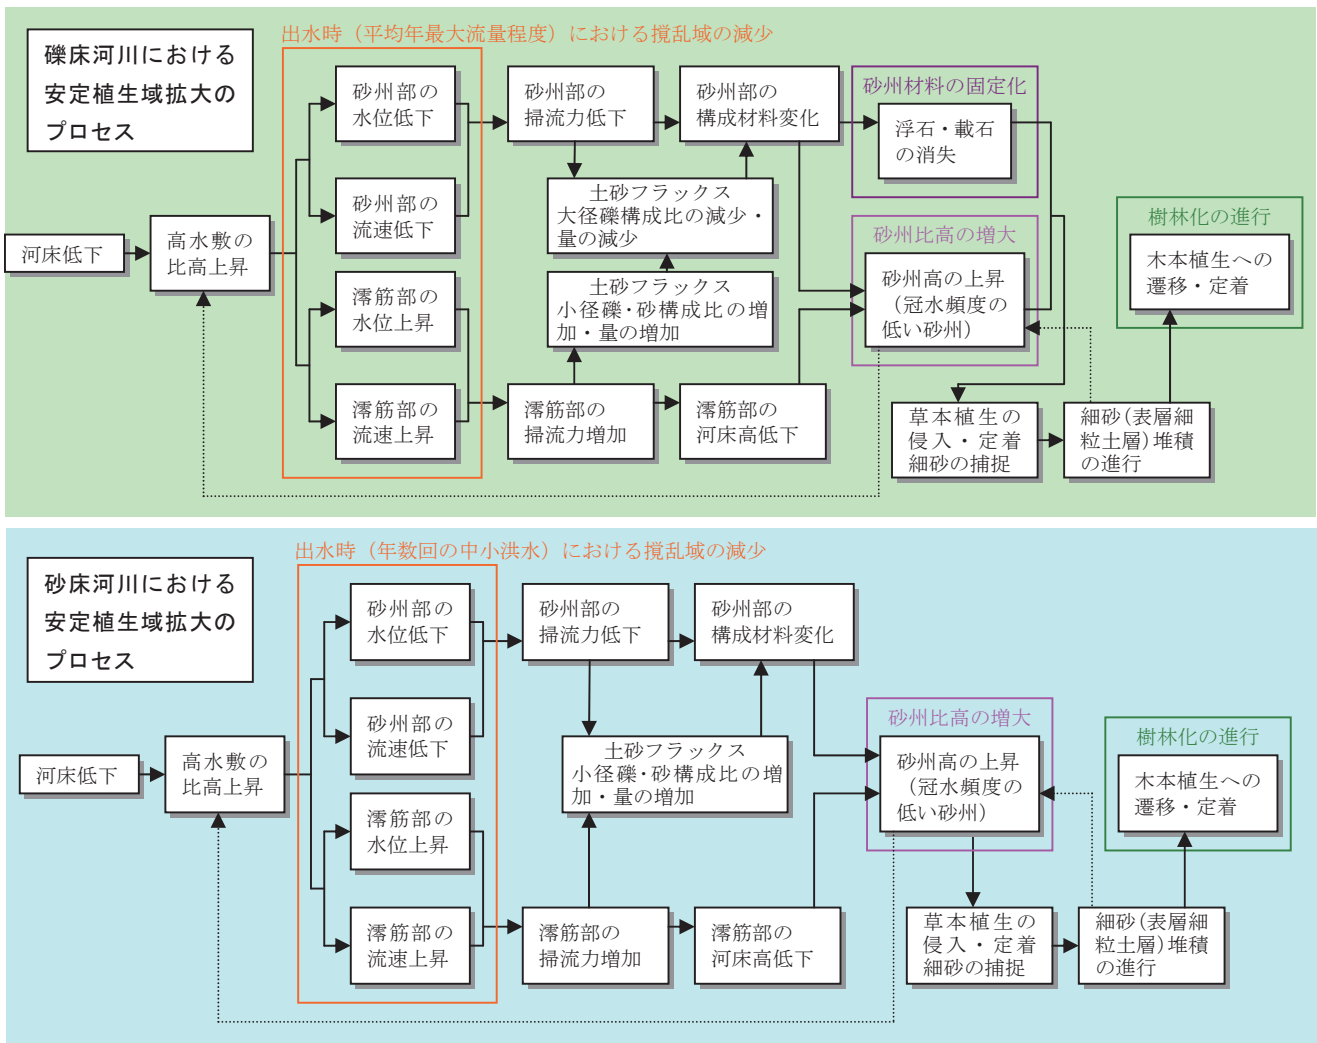 礫床河川における
安定植生域拡大の
プロセス
出水時（平均年最大流量程度）における撹乱域の減少
河床低下
高水敷の
比高上昇
砂州部の
水位低下
砂州部の
流速低下
澪筋部の
水位上昇
澪筋部の
流速上昇
砂州部の
掃流力低下
土砂フラックス
大径礫構成比の減少・
量の減少
土砂フラックス
小径礫・砂構成比の増
加・量の増加
澪筋部の
掃流力増加
砂州部の
構成材料変化
澪筋部の
河床高低下
砂州材料の固定化
浮石・載石
の消失
砂州比高の増大
砂州高の上昇
（冠水頻度の
低い砂州）
草本植生の
侵入・定着
細砂の捕捉
細砂(表層細
粒土層)堆積
の進行
樹林化の進行
木本植生への
遷移・定着
砂床河川における
安定植生域拡大の
プロセス
出水時（年数回の中小洪水）における撹乱域の減少
河床低下
高水敷の
比高上昇
砂州部の
水位低下
砂州部の
流速低下
澪筋部の
水位上昇
澪筋部の
流速上昇
砂州部の
掃流力低下
土砂フラックス
小径礫・砂構成比の増
加・量の増加
澪筋部の
掃流力増加
砂州部の
構成材料変化
澪筋部の
河床高低下
砂州比高の増大
砂州高の上昇
（冠水頻度の
低い砂州）
草本植生の
侵入・定着
細砂の捕捉
細砂(表層細
粒土層)堆積
の進行
樹林化の進行
木本植生への
遷移・定着